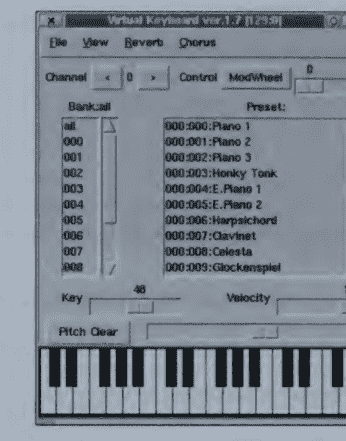 Virtual Keyboard ver.1.7 [129:0]
File View Reverb Chorus
Channel < 0 > Control ModWheel 0
Bank:all Preset:
all 000:000:Piano 1
000 000:001:Piano 2
001 000:002:Piano 3
002 000:003:Honky Tonk
003 000:004:E.Piano 1
004 000:005:E.Piano 2
005 000:006:Harpsichord
006 000:007:Clavinet
007 000:008:Celesta
008 000:009:Glockenspiel
Key 48 Velocity
Pitch Clear